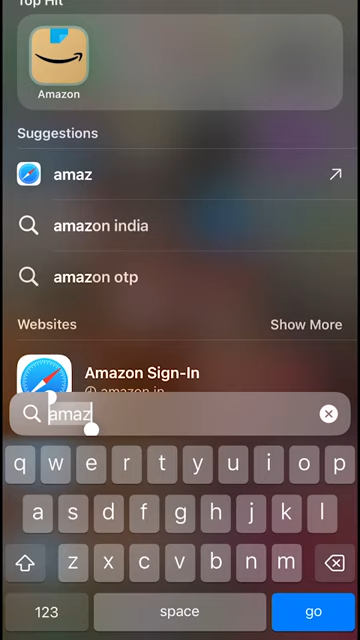 Top Hit
Amazon
Suggestions
amaz
amazon india
amazon otp
Websites
Show More
Amazon Sign-In
amazon.in
amaz
q w e r t y u i o p
a s d f g h j k l
z x c v b n m
123 space go